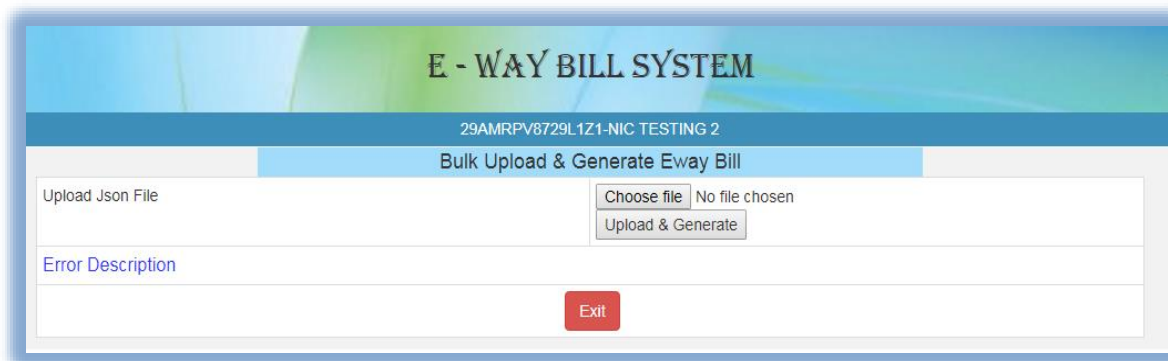 E - WAY BILL SYSTEM
29AMRPV8729L1Z1-NIC TESTING 2
Bulk Upload & Generate Eway Bill
Upload Json File
Choose file No file chosen
Upload & Generate
Error Description
Exit